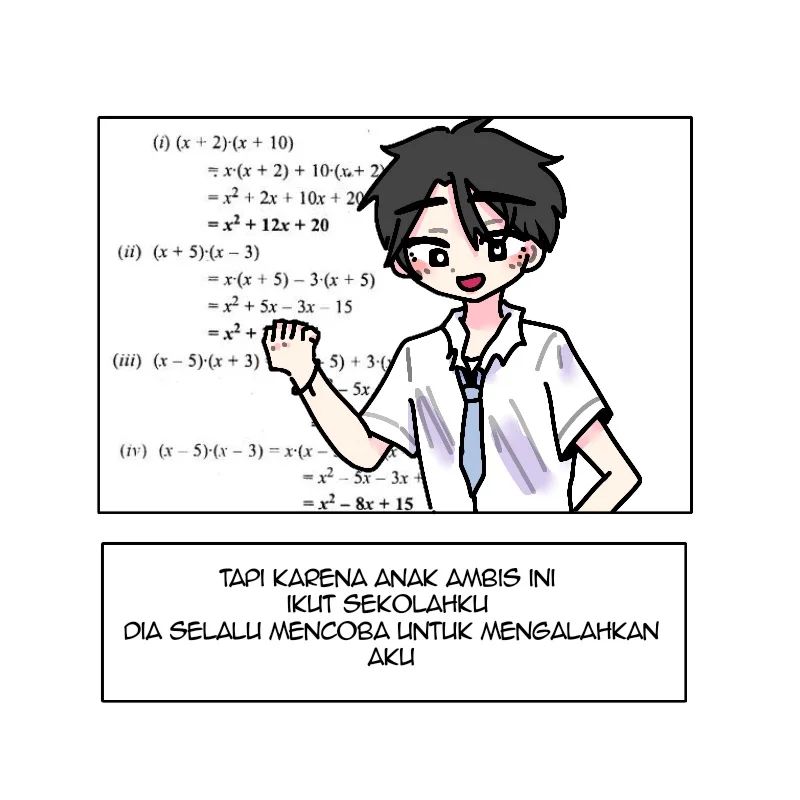 (i) (x + 2)·(x + 10)
= x·(x + 2) + 10·(x + 2)
= x² + 2x + 10x + 20
= x² + 12x + 20
(ii) (x + 5)·(x – 3)
= x·(x + 5) – 3·(x + 5)
= x² + 5x – 3x – 15
= x² +
(iii) (x – 5)·(x + 3) 5) + 3·(
– 5x
(iv) (x – 5)·(x – 3) = x·(x –
= x² – 5x – 3x +
= x² – 8x + 15
TAPI KARENA ANAK AMBIS INI
IKUT SEKOLAHKU
DIA SELALU MENCOBA UNTUK MENGALAHKAN
AKU